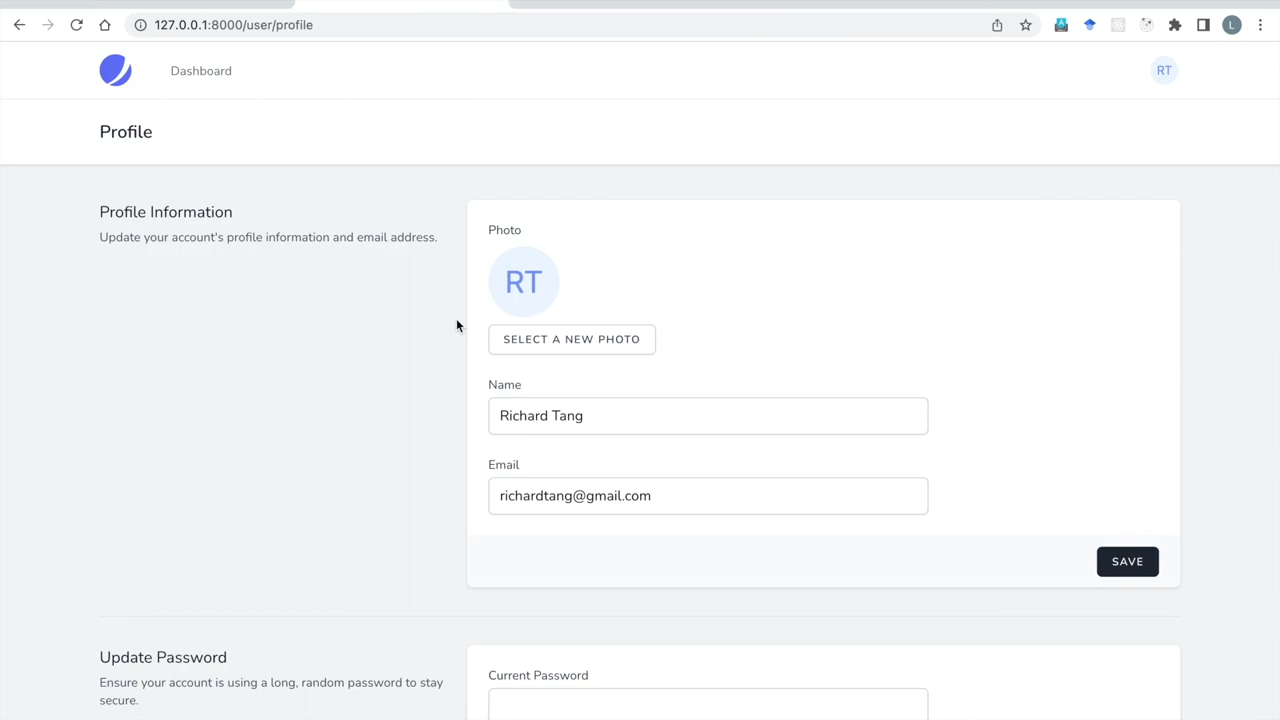 127.0.0.1:8000/user/profile
L
Dashboard
RT
Profile
Profile Information
Update your account's profile information and email address.
Photo
RT
SELECT A NEW PHOTO
Name
Richard Tang
Email
richardtang@gmail.com
SAVE
Update Password
Ensure your account is using a long, random password to stay
secure.
Current Password